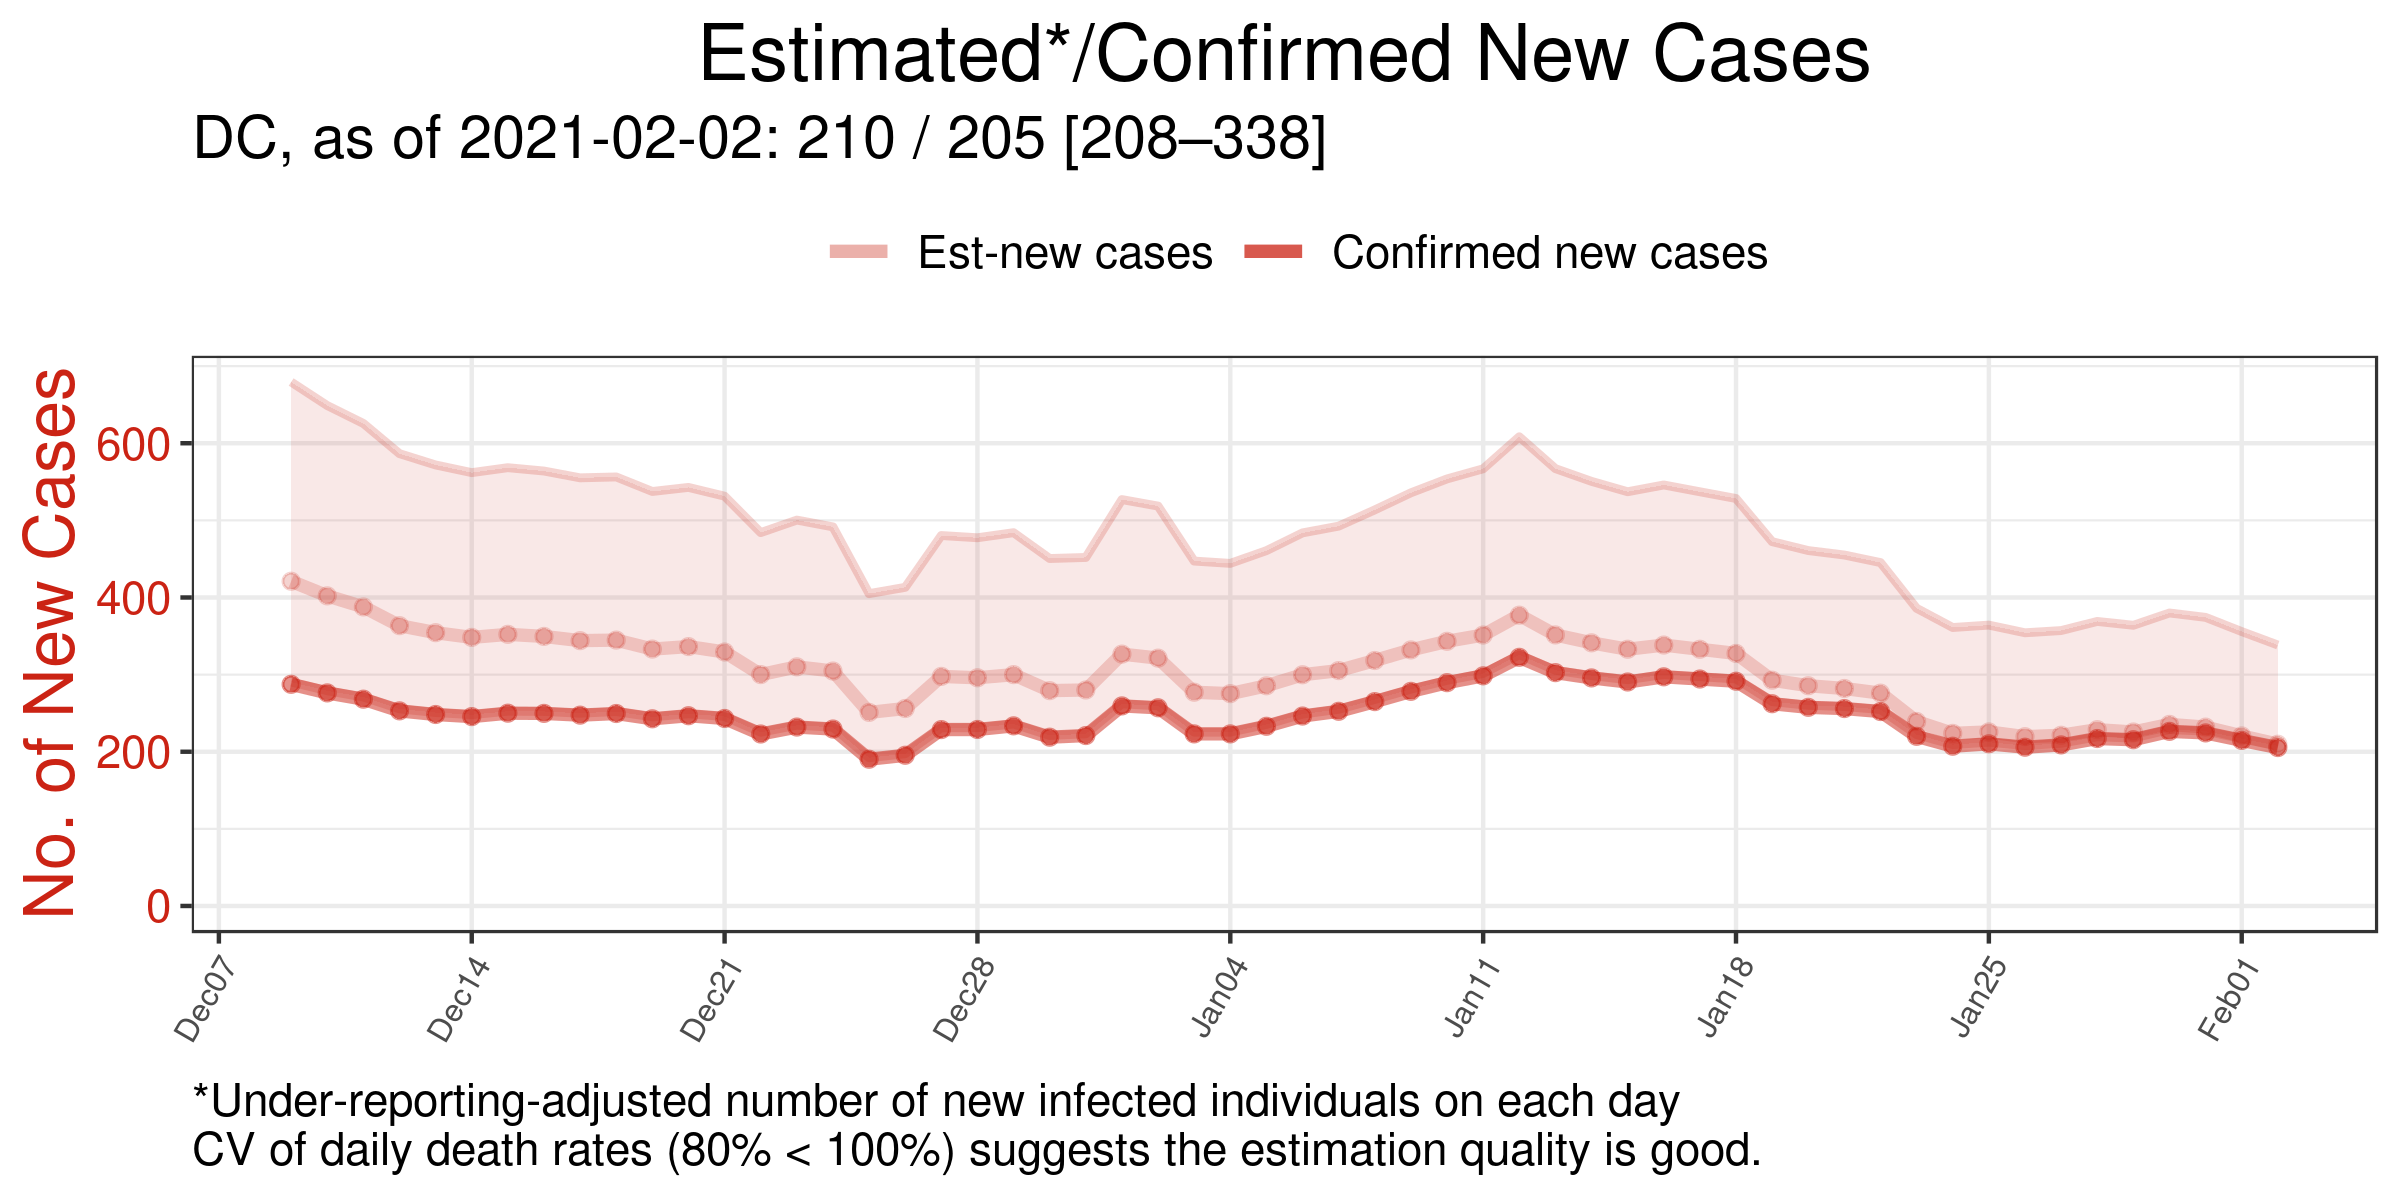 Estimated*/Confirmed New Cases
DC, as of 2021-02-02: 210 / 205 [208–338]
Est-new cases
Confirmed new cases
No. of New Cases
600
400
200
0
Dec07
Dec14
Dec21
Dec28
Jan04
Jan11
Jan18
Jan25
Feb01
*Under-reporting-adjusted number of new infected individuals on each day
CV of daily death rates (80% < 100%) suggests the estimation quality is good.